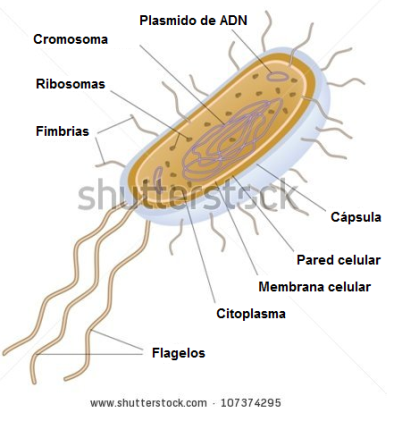 Plasmido de ADN
Cromosoma
Ribosomas
Fimbrias
shutterstock
Cápsula
Pared celular
Membrana celular
Citoplasma
Flagelos
www.shutterstock.com · 107374295